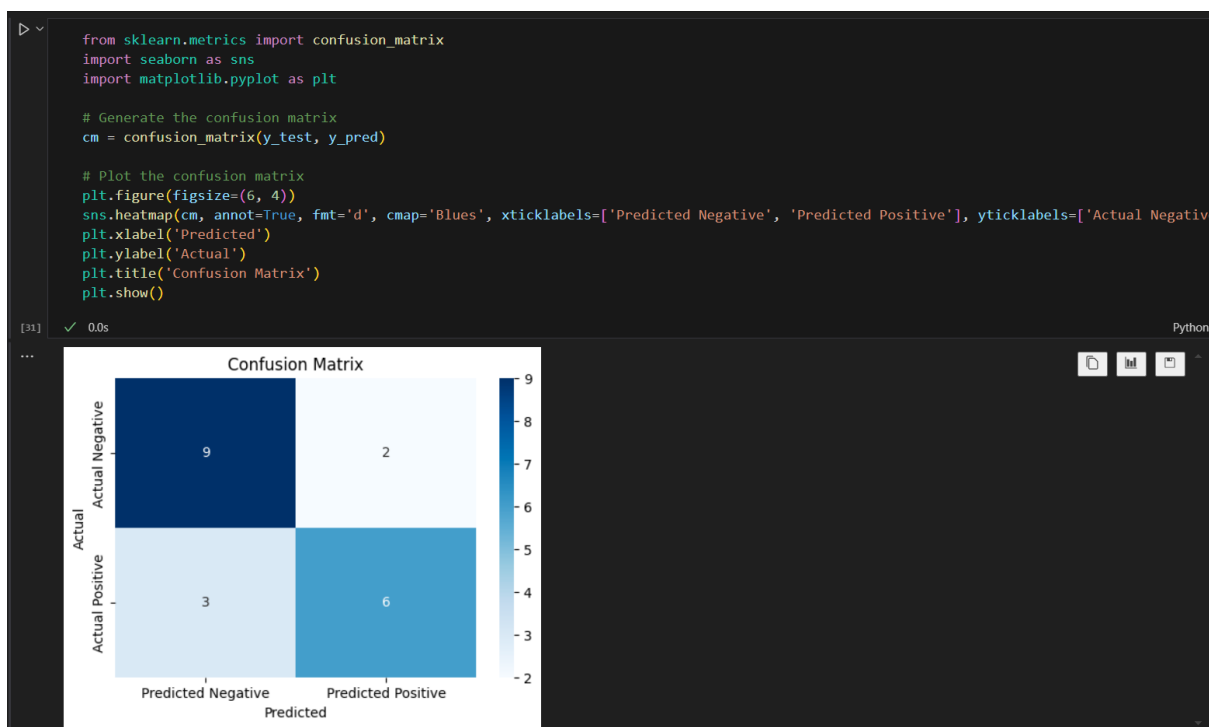 from sklearn.metrics import confusion_matrix
import seaborn as sns
import matplotlib.pyplot as plt
# Generate the confusion matrix
cm = confusion_matrix(y_test, y_pred)
# Plot the confusion matrix
plt.figure(figsize=(6, 4))
sns.heatmap(cm, annot=True, fmt='d', cmap='Blues', xticklabels=['Predicted Negative', 'Predicted Positive'], yticklabels=['Actual Negativ
plt.xlabel('Predicted')
plt.ylabel('Actual')
plt.title('Confusion Matrix')
plt.show()
[31] 0.0s Python
...
Confusion Matrix
Actual
Actual Negative
9 2
Actual Positive
3 6
Predicted Negative Predicted Positive
Predicted
9
8
7
6
5
4
3
2